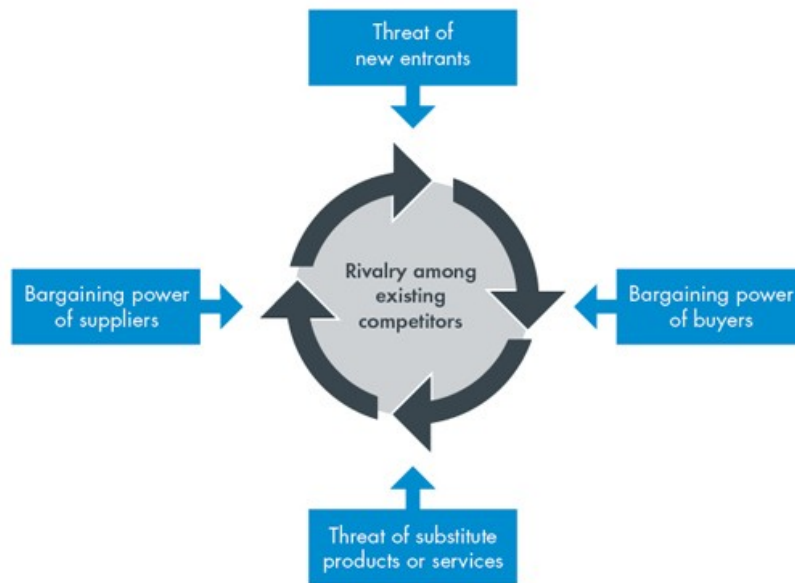 Threat of
new entrants
Bargaining power
of suppliers
Rivalry among
existing
competitors
Bargaining power
of buyers
Threat of substitute
products or services